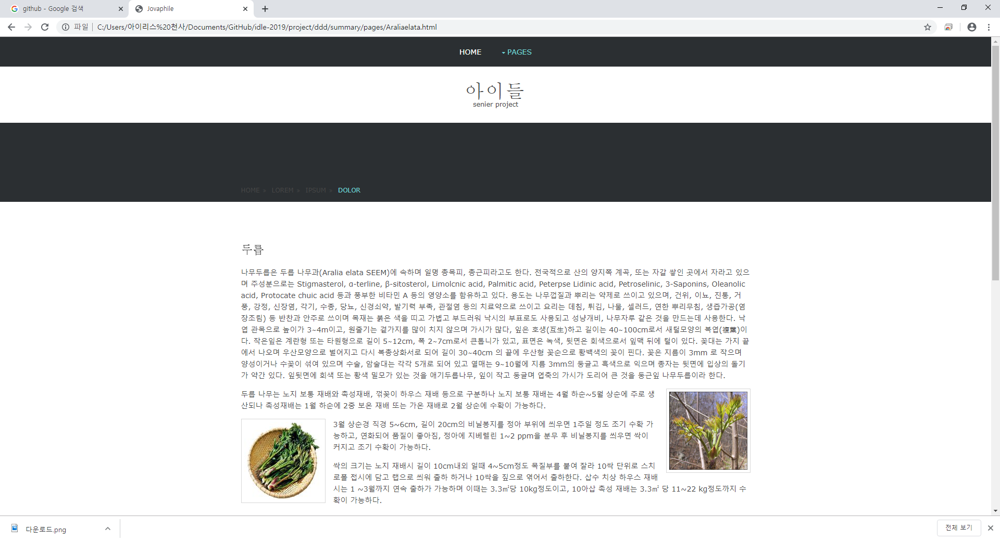 github - Google 검색
Jovaphile
파일
C:/Users/아이리스%20천사/Documents/GitHub/idle-2019/project/ddd/summary/pages/Araliaelata.html
HOME PAGES
아이들
senier project
HOME » LOREM » IPSUM » DOLOR
두릅
나무두릅은 두릅 나무과(Aralia elata SEEM)에 속하며 일명 총목피, 총근피라고도 한다. 전국적으로 산의 양지쪽 계곡, 또는 자갈 쌓인 곳에서 자라고 있으
며 주성분으로는 Stigmasterol, α-terline, β-sitosterol, Limolcnic acid, Palmitic acid, Peterpse Lidinic acid, Petroselinic, 3-Saponins, Oleanolic
acid, Protocate chuic acid 등과 풍부한 비타민 A 등의 영양소를 함유하고 있다. 용도는 나무껍질과 뿌리는 약제로 쓰이고 있으며, 건위, 이뇨, 진통, 거
풍, 강정, 신장염, 각기, 수종, 당뇨, 신경쇠약, 발기력 부족, 관절염 등의 치료약으로 쓰이고 요리는 데침, 튀김, 나물, 셀러드, 연한 뿌리무침, 생즙가공(염
장조림) 등 반찬과 안주로 쓰이며 목재는 붉은 색을 띠고 가볍고 부드러워 낙시의 부표로도 사용되고 성냥개비, 나무자루 같은 것을 만드는데 사용한다. 낙
엽 관목으로 높이가 3~4m이고, 원줄기는 곁가지를 많이 치지 않으며 가시가 많다, 잎은 호생(互生)하고 길이는 40~100cm로서 새털모양의 복엽(複葉)이
다. 작은잎은 계란형 또는 타원형으로 길이 5~12cm, 폭 2~7cm로서 큰톱니가 있고, 표면은 녹색, 뒷면은 회색으로서 잎맥 뒤에 털이 있다. 꽃대는 가지 끝
에서 나오며 우산모양으로 벌어지고 다시 복총상화서로 되어 길이 30~40cm 의 끝에 우산형 꽃순으로 황백색의 꽃이 핀다. 꽃은 지름이 3mm 로 작으며
양성이거나 수꽃이 섞여 있으며 수술, 암술대는 각각 5개로 되어 있고 열매는 9~10월에 지름 3mm의 둥글고 흑색으로 익으며 종자는 뒷면에 입상의 돌기
가 약간 있다. 잎뒷면에 회색 또는 황색 밀모가 있는 것을 애기두릅나무, 잎이 작고 둥글며 엽축의 가시가 도리어 큰 것을 둥근잎 나무두릅이라 한다.
두릅 나무는 노지 보통 재배와 촉성재배, 꺾꽂이 하우스 재배 등으로 구분하나 노지 보통 재배는 4월 하순~5월 상순에 주로 생
산되나 촉성재배는 1월 하순에 2중 보온 재배 또는 가온 재배로 2월 상순에 수확이 가능하다.
3월 상순경 직경 5~6cm, 길이 20cm의 비닐봉지를 정아 부위에 씌우면 1주일 정도 조기 수확 가
능하고, 연화되어 품질이 좋아짐, 정아에 지베렐린 1~2 ppm을 분무 후 비닐봉지를 씌우면 싹이
커지고 조기 수확이 가능하다.
싹의 크기는 노지 재배시 길이 10cm내외 일때 4~5cm정도 목질부를 붙여 잘라 10싹 단위로 스치
로폴 접시에 담고 랩으로 씌워 출하 하거나 10싹을 짚으로 엮어서 출하한다. 삽수 치상 하우스 재배
시는 1 ~3월까지 연속 출하가 가능하며 이때는 3.3㎡당 10kg정도이고, 10아삽 촉성 재배는 3.3㎡ 당 11~22 kg정도까지 수
확이 가능하다.
다운로드.png
전체 보기